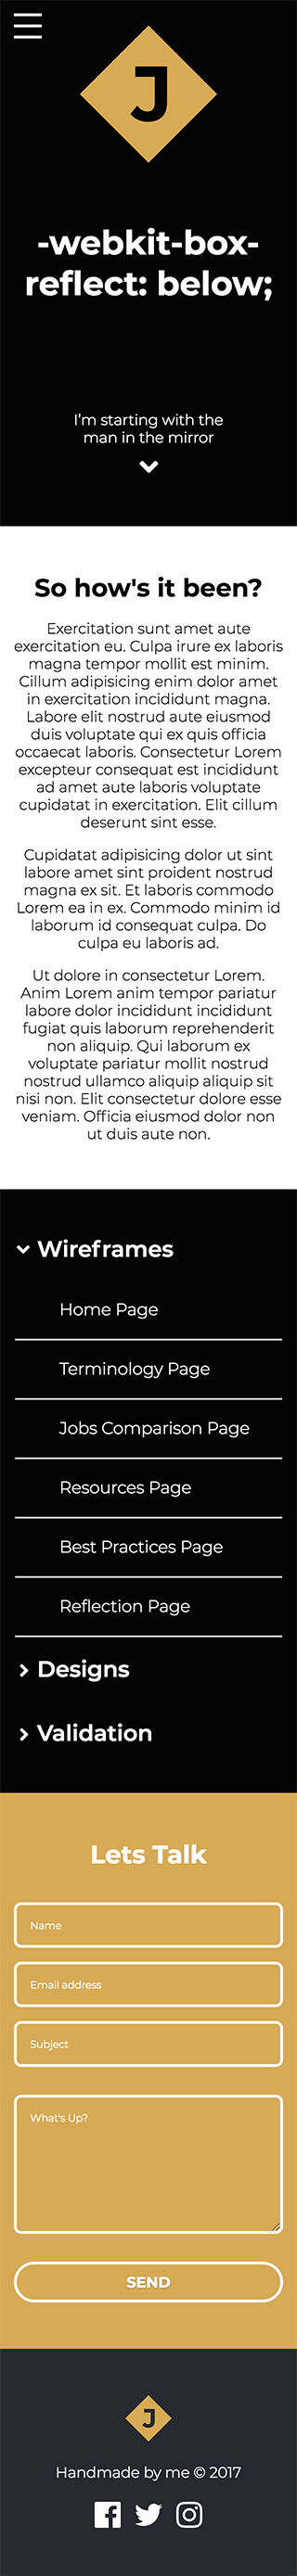 J
-webkit-box-
reflect: below;
I'm starting with the
man in the mirror
So how's it been?
Exercitation sunt amet aute
exercitation eu. Culpa irure ex laboris
magna tempor mollit est minim.
Cillum adipisicing enim dolor amet
in exercitation incididunt magna.
Labore elit nostrud aute eiusmod
duis voluptate qui ex quis officia
occaecat laboris. Consectetur Lorem
excepteur consequat est incididunt
ad amet aute laboris voluptate
cupidatat in exercitation. Elit cillum
deserunt sint esse.
Cupidatat adipisicing dolor ut sint
labore amet sint proident nostrud
magna ex sit. Et laboris commodo
Lorem ea in ex. Commodo minim id
laborum id consequat culpa. Do
culpa eu laboris ad.
Ut dolore in consectetur Lorem.
Anim Lorem anim tempor pariatur
labore dolor incididunt incididunt
fugiat quis laborum reprehenderit
non aliquip. Qui laborum ex
voluptate pariatur mollit nostrud
nostrud ullamco aliquip aliquip sit
nisi non. Elit consectetur dolore esse
veniam. Officia eiusmod dolor non
ut duis aute non.
Wireframes
Home Page
Terminology Page
Jobs Comparison Page
Resources Page
Best Practices Page
Reflection Page
Designs
Validation
Lets Talk
Name
Email address
Subject
What's Up?
SEND
J
Handmade by me © 2017